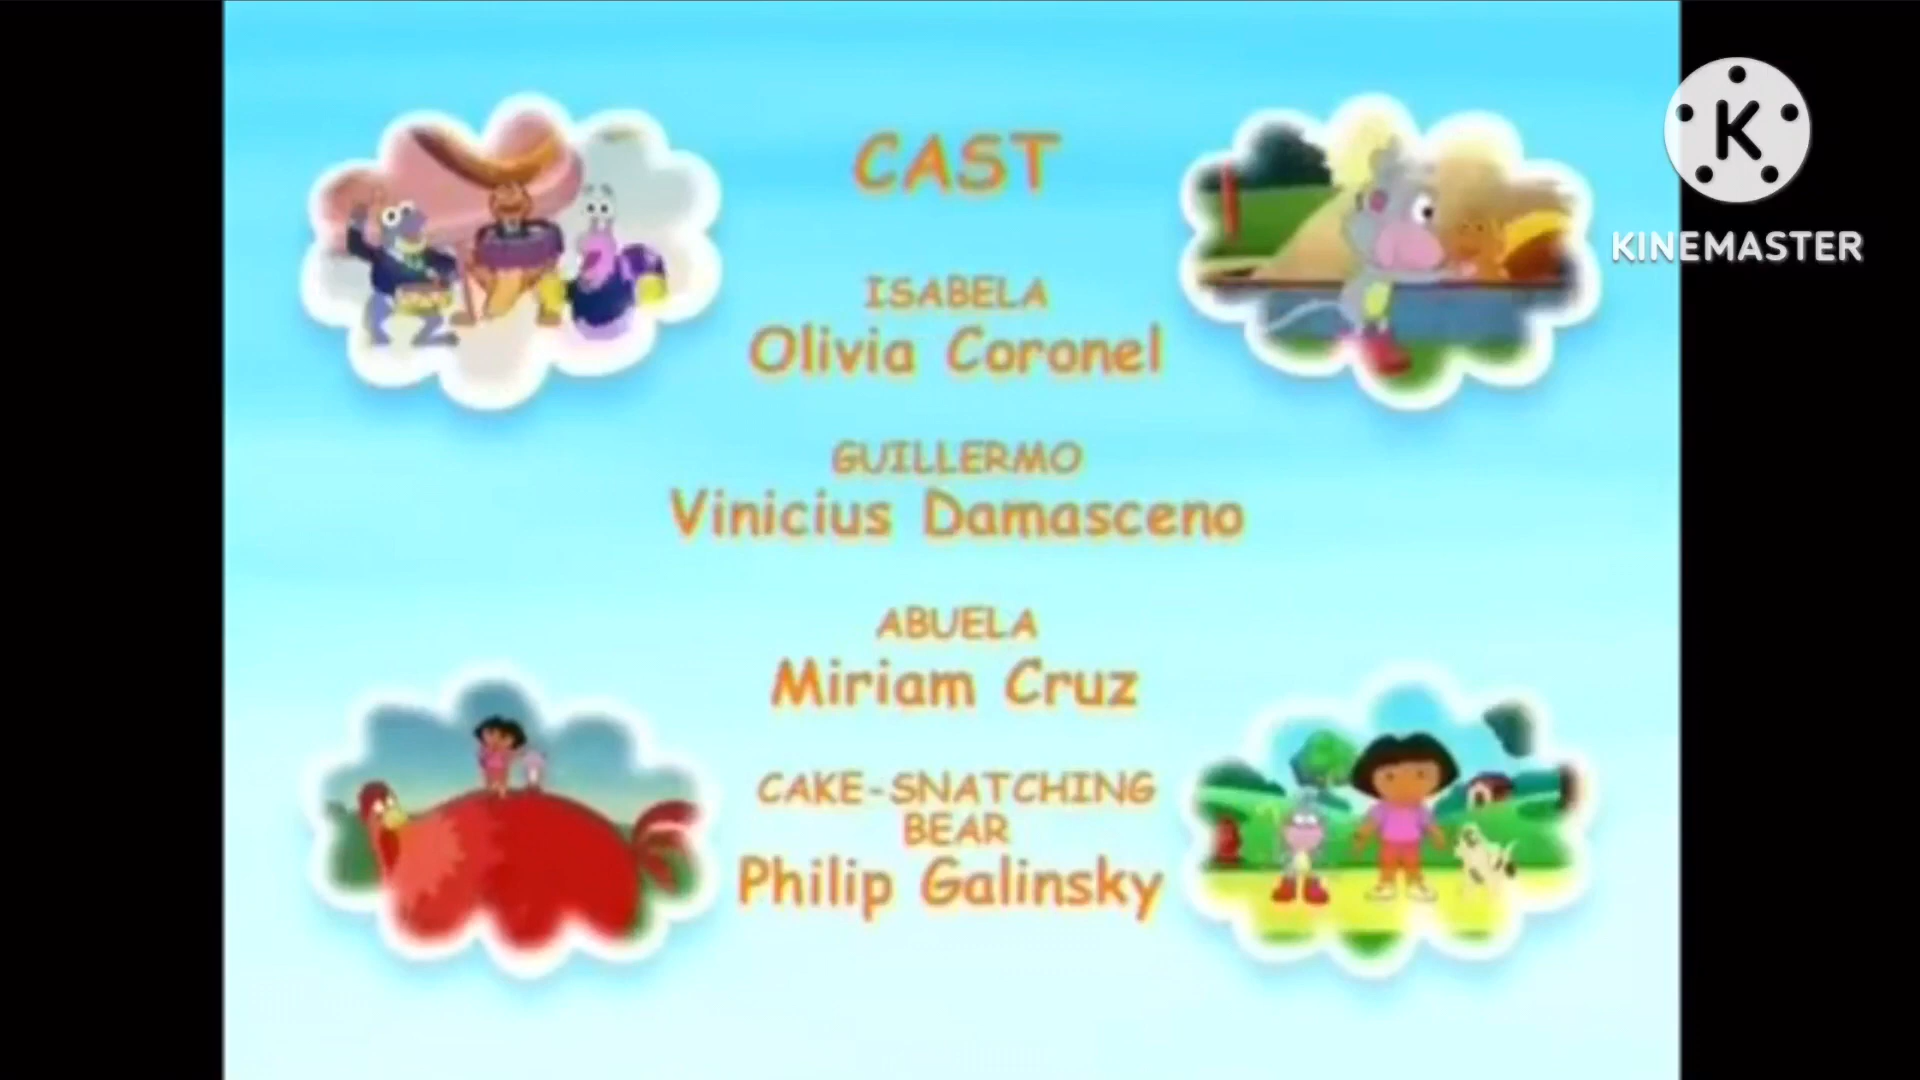 CAST
ISABELA
Olivia Coronel
GUILLERMO
Vinicius Damasceno
ABUELA
Miriam Cruz
CAKE-SNATCHING
BEAR
Philip Galinsky
K
KINEMASTER